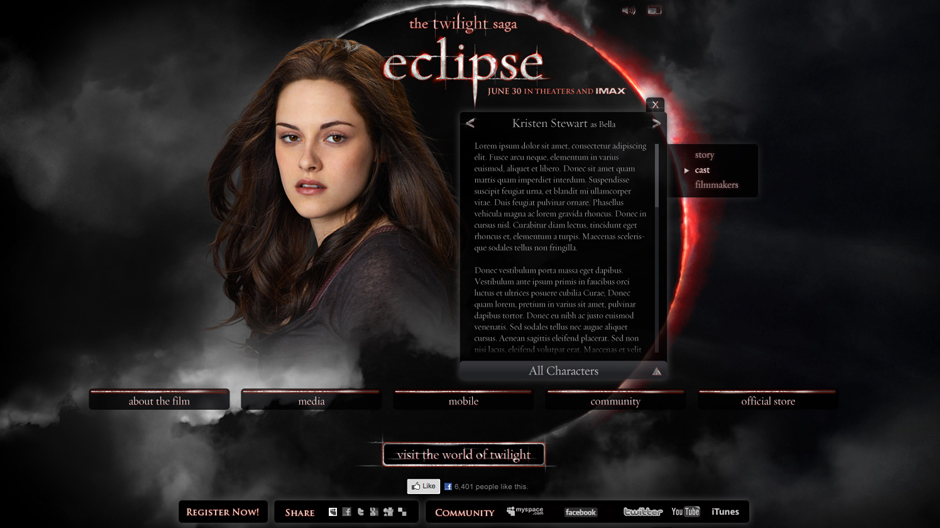 the twilight saga
eclipse
JUNE 30 IN THEATERS AND IMAX
X
< Kristen Stewart as Bella >
Lorem ipsum dolor sit amet, consectetur adipiscing
elit. Fusce arcu neque, elementum in varius
euismod, aliquet et libero. Donec sit amet quam
mattis quam imperdiet interdum. Suspendisse
suscipit feugiat urna, et blandit mi ullamcorper
vitae. Duis feugiat pulvinar ornare. Phasellus
vehicula magna ac lorem gravida rhoncus. Donec in
cursus nisl. Curabitur diam lectus, tincidunt eget
rhoncus et, elementum a turpis. Maecenas sceleris-
que sodales tellus non fringilla.
Donec vestibulum porta massa eget dapibus.
Vestibulum ante ipsum primis in faucibus orci
luctus et ultrices posuere cubilia Curae; Donec
quam lorem, pretium in varius sit amet, pulvinar
dapibus tortor. Donec eu nibh ac justo euismod
venenatis. Sed sodales tellus nec augue aliquet
cursus. Aenean sagittis eleifend placerat. Sed non
nisi lacus, eleifend volutpat erat. Maecenas et velit
All Characters
story
cast
filmmakers
about the film
media
mobile
community
official store
visit the world of twilight
Like
6,401 people like this.
REGISTER NOW!
SHARE
COMMUNITY
myspace.com
facebook
twitter
YouTube
iTunes